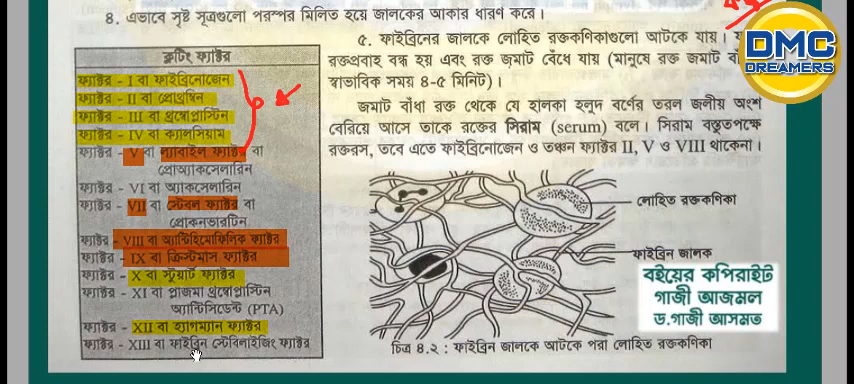 ৪. এভাবে সৃষ্ট সূত্রগুলো পরস্পর মিলিত হয়ে জালকের আকার ধারণ করে।
ক্লটিং ফ্যাক্টর
ফ্যাক্টর - I বা ফাইব্রিনোজেন
ফ্যাক্টর - II বা প্রোথ্রম্বিন
ফ্যাক্টর - III বা থ্রম্বোপ্লাস্টিন
ফ্যাক্টর - IV বা ক্যালসিয়াম
ফ্যাক্টর - V বা ল্যাবাইল ফ্যাক্টর বা
প্রোঅ্যাকসেলারিন
ফ্যাক্টর - VI বা অ্যাকসেলারিন
ফ্যাক্টর - VII বা স্টেবল ফ্যাক্টর বা
প্রোকনভারটিন
ফ্যাক্টর - VIII বা অ্যান্টিহিমোফিলিক ফ্যাক্টর
ফ্যাক্টর - IX বা ক্রিস্টমাস ফ্যাক্টর
ফ্যাক্টর - X বা স্টুয়ার্ট ফ্যাক্টর
ফ্যাক্টর - XI বা প্লাজমা থ্রম্বোপ্লাস্টিন
অ্যান্টিসিডেন্ট (PTA)
ফ্যাক্টর - XII বা হ্যাগম্যান ফ্যাক্টর
ফ্যাক্টর - XIII বা ফাইব্রিন স্টেবিলাইজিং ফ্যাক্টর
৫. ফাইব্রিনের জালকে লোহিত রক্তকণিকাগুলো আটকে যায়।
রক্তপ্রবাহ বন্ধ হয় এবং রক্ত জমাট বেঁধে যায় (মানুষে রক্ত জমাট
স্বাভাবিক সময় ৪-৫ মিনিট)।
জমাট বাঁধা রক্ত থেকে যে হালকা হলুদ বর্ণের তরল জলীয় অংশ
বেরিয়ে আসে তাকে রক্তের সিরাম (serum) বলে। সিরাম বস্তুতপক্ষে
রক্তরস, তবে এতে ফাইব্রিনোজেন ও তঞ্চন ফ্যাক্টর II, V ও VIII থাকেনা।
লোহিত রক্তকণিকা
ফাইব্রিন জালক
চিত্র ৪.২ : ফাইব্রিন জালকে আটকে পরা লোহিত রক্তকণিকা
DMC
DREAMERS
বইয়ের কপিরাইট
গাজী আজমল
ড.গাজী আসমত